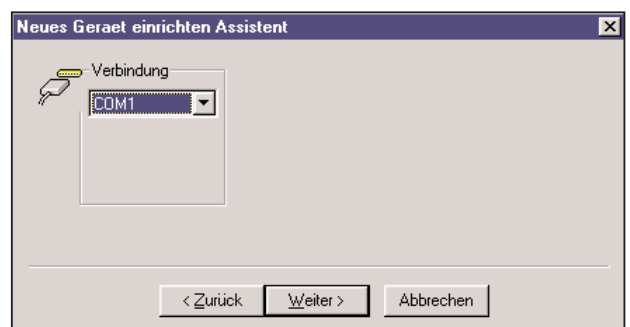 Neues Geraet einrichten Assistent
Verbindung
COM1
< Zurück Weiter > Abbrechen